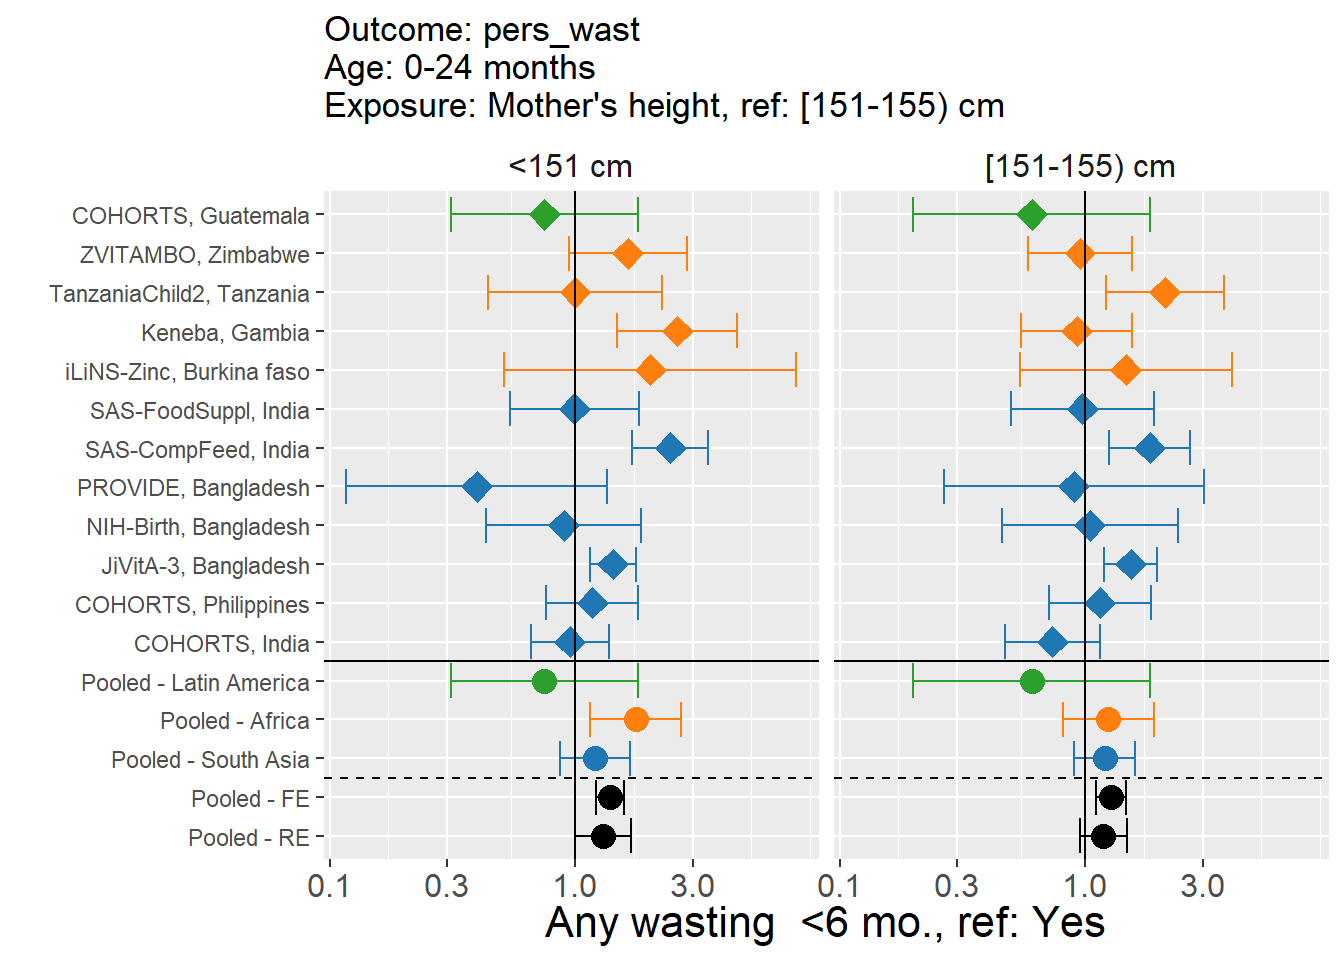 Outcome: pers_wast
Age: 0-24 months
Exposure: Mother's height, ref: [151-155) cm
<151 cm
[151-155) cm
COHORTS, Guatemala
ZVITAMBO, Zimbabwe
TanzaniaChild2, Tanzania
Keneba, Gambia
iLiNS-Zinc, Burkina faso
SAS-FoodSuppl, India
SAS-CompFeed, India
PROVIDE, Bangladesh
NIH-Birth, Bangladesh
JiVitA-3, Bangladesh
COHORTS, Philippines
COHORTS, India
Pooled - Latin America
Pooled - Africa
Pooled - South Asia
Pooled - FE
Pooled - RE
0.1 0.3 1.0 3.0 0.1 0.3 1.0 3.0
Any wasting  <6 mo., ref: Yes